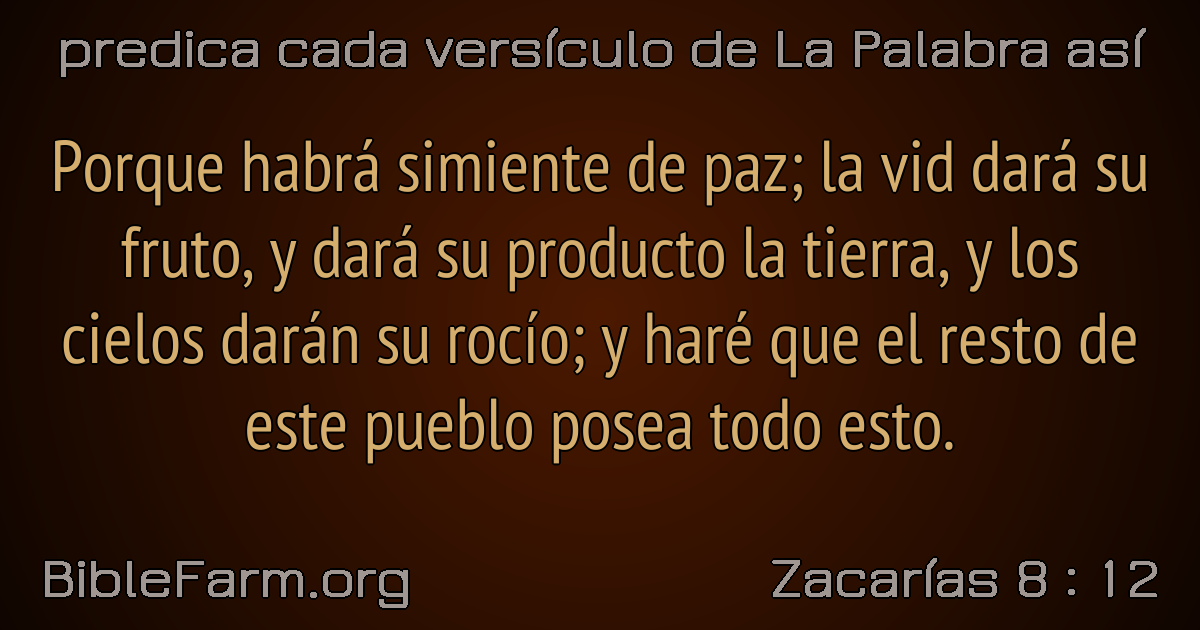 predica cada versículo de La Palabra así
Porque habrá simiente de paz; la vid dará su
fruto, y dará su producto la tierra, y los
cielos darán su rocío; y haré que el resto de
este pueblo posea todo esto.
BibleFarm.org
Zacarías 8 : 12